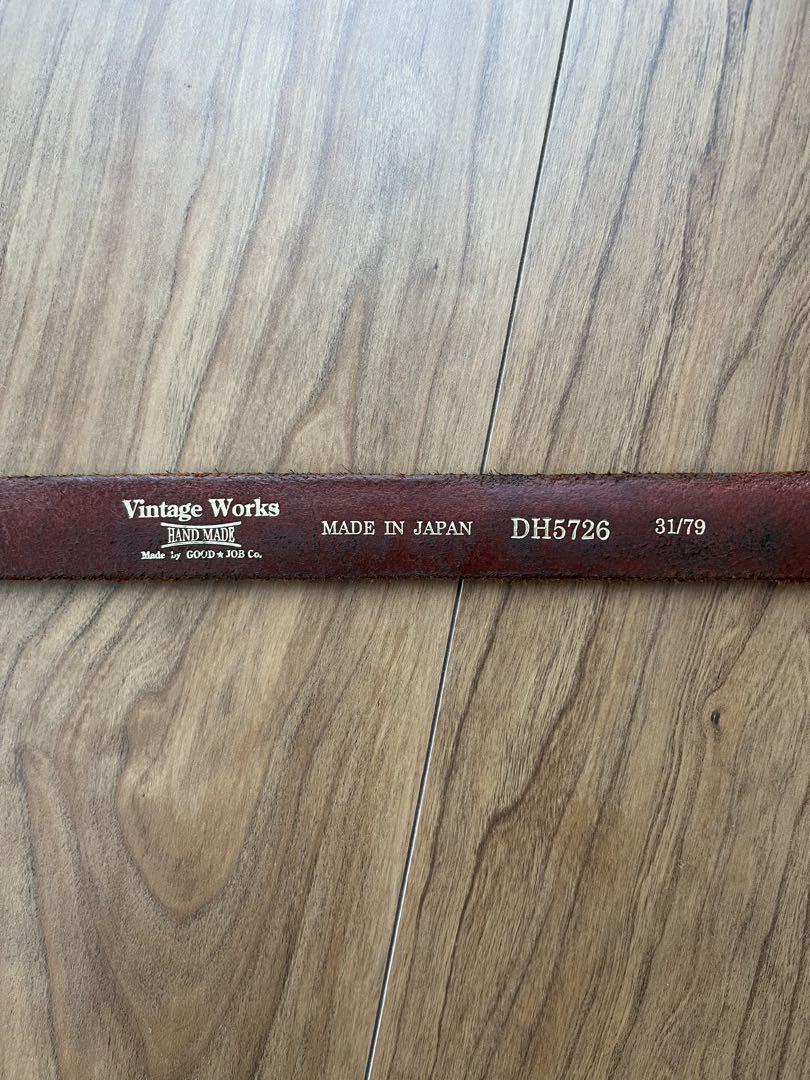 Vintage Works
HAND MADE
Made by GOOD★JOB Co.
MADE IN JAPAN
DH5726
31/79